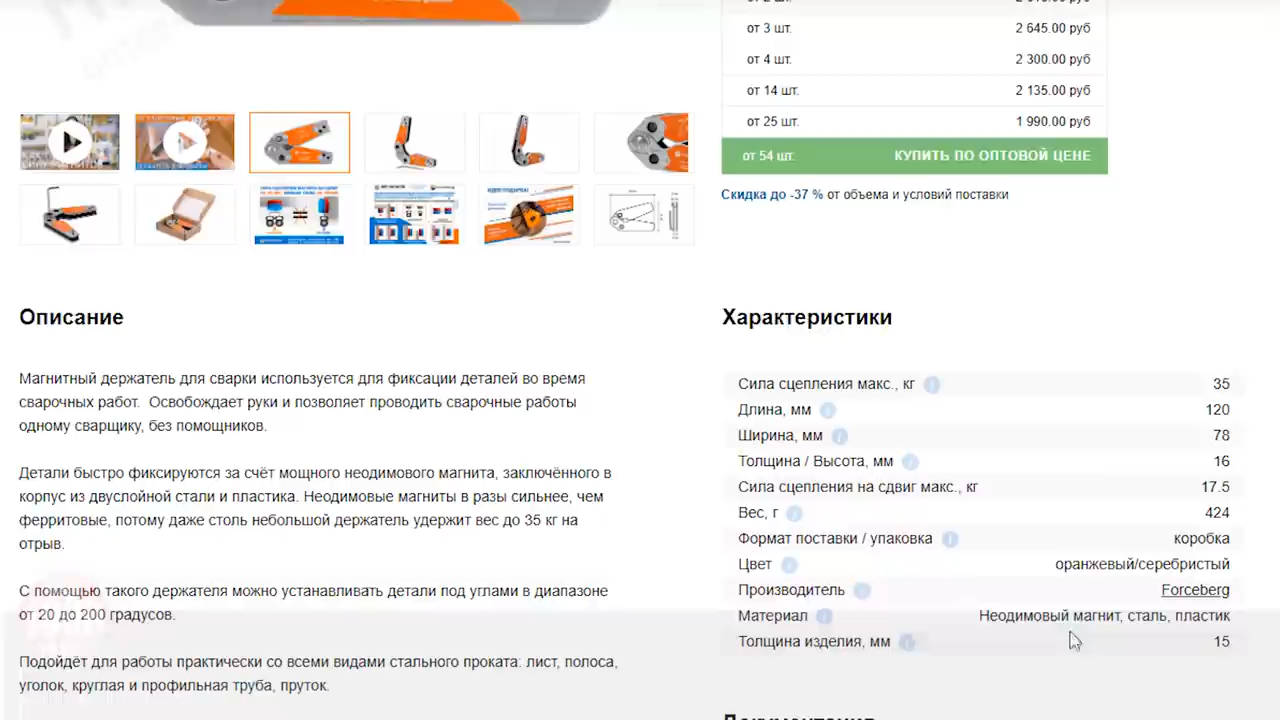 от 3 шт. 2 645.00 руб
от 4 шт. 2 300.00 руб
от 14 шт. 2 135.00 руб
от 25 шт. 1 990.00 руб
от 54 шт. КУПИТЬ ПО ОПТОВОЙ ЦЕНЕ
Скидка до -37 % от объема и условий поставки
Описание
Магнитный держатель для сварки используется для фиксации деталей во время
сварочных работ. Освобождает руки и позволяет проводить сварочные работы
одному сварщику, без помощников.
Детали быстро фиксируются за счёт мощного неодимового магнита, заключённого в
корпус из двуслойной стали и пластика. Неодимовые магниты в разы сильнее, чем
ферритовые, потому даже столь небольшой держатель удержит вес до 35 кг на
отрыв.
С помощью такого держателя можно устанавливать детали под углами в диапазоне
от 20 до 200 градусов.
Подойдёт для работы практически со всеми видами стального проката: лист, полоса,
уголок, круглая и профильная труба, пруток.
Характеристики
Сила сцепления макс., кг 35
Длина, мм 120
Ширина, мм 78
Толщина / Высота, мм 16
Сила сцепления на сдвиг макс., кг 17.5
Вес, г 424
Формат поставки / упаковка коробка
Цвет оранжевый/серебристый
Производитель Forceberg
Материал Неодимовый магнит, сталь, пластик
Толщина изделия, мм 15